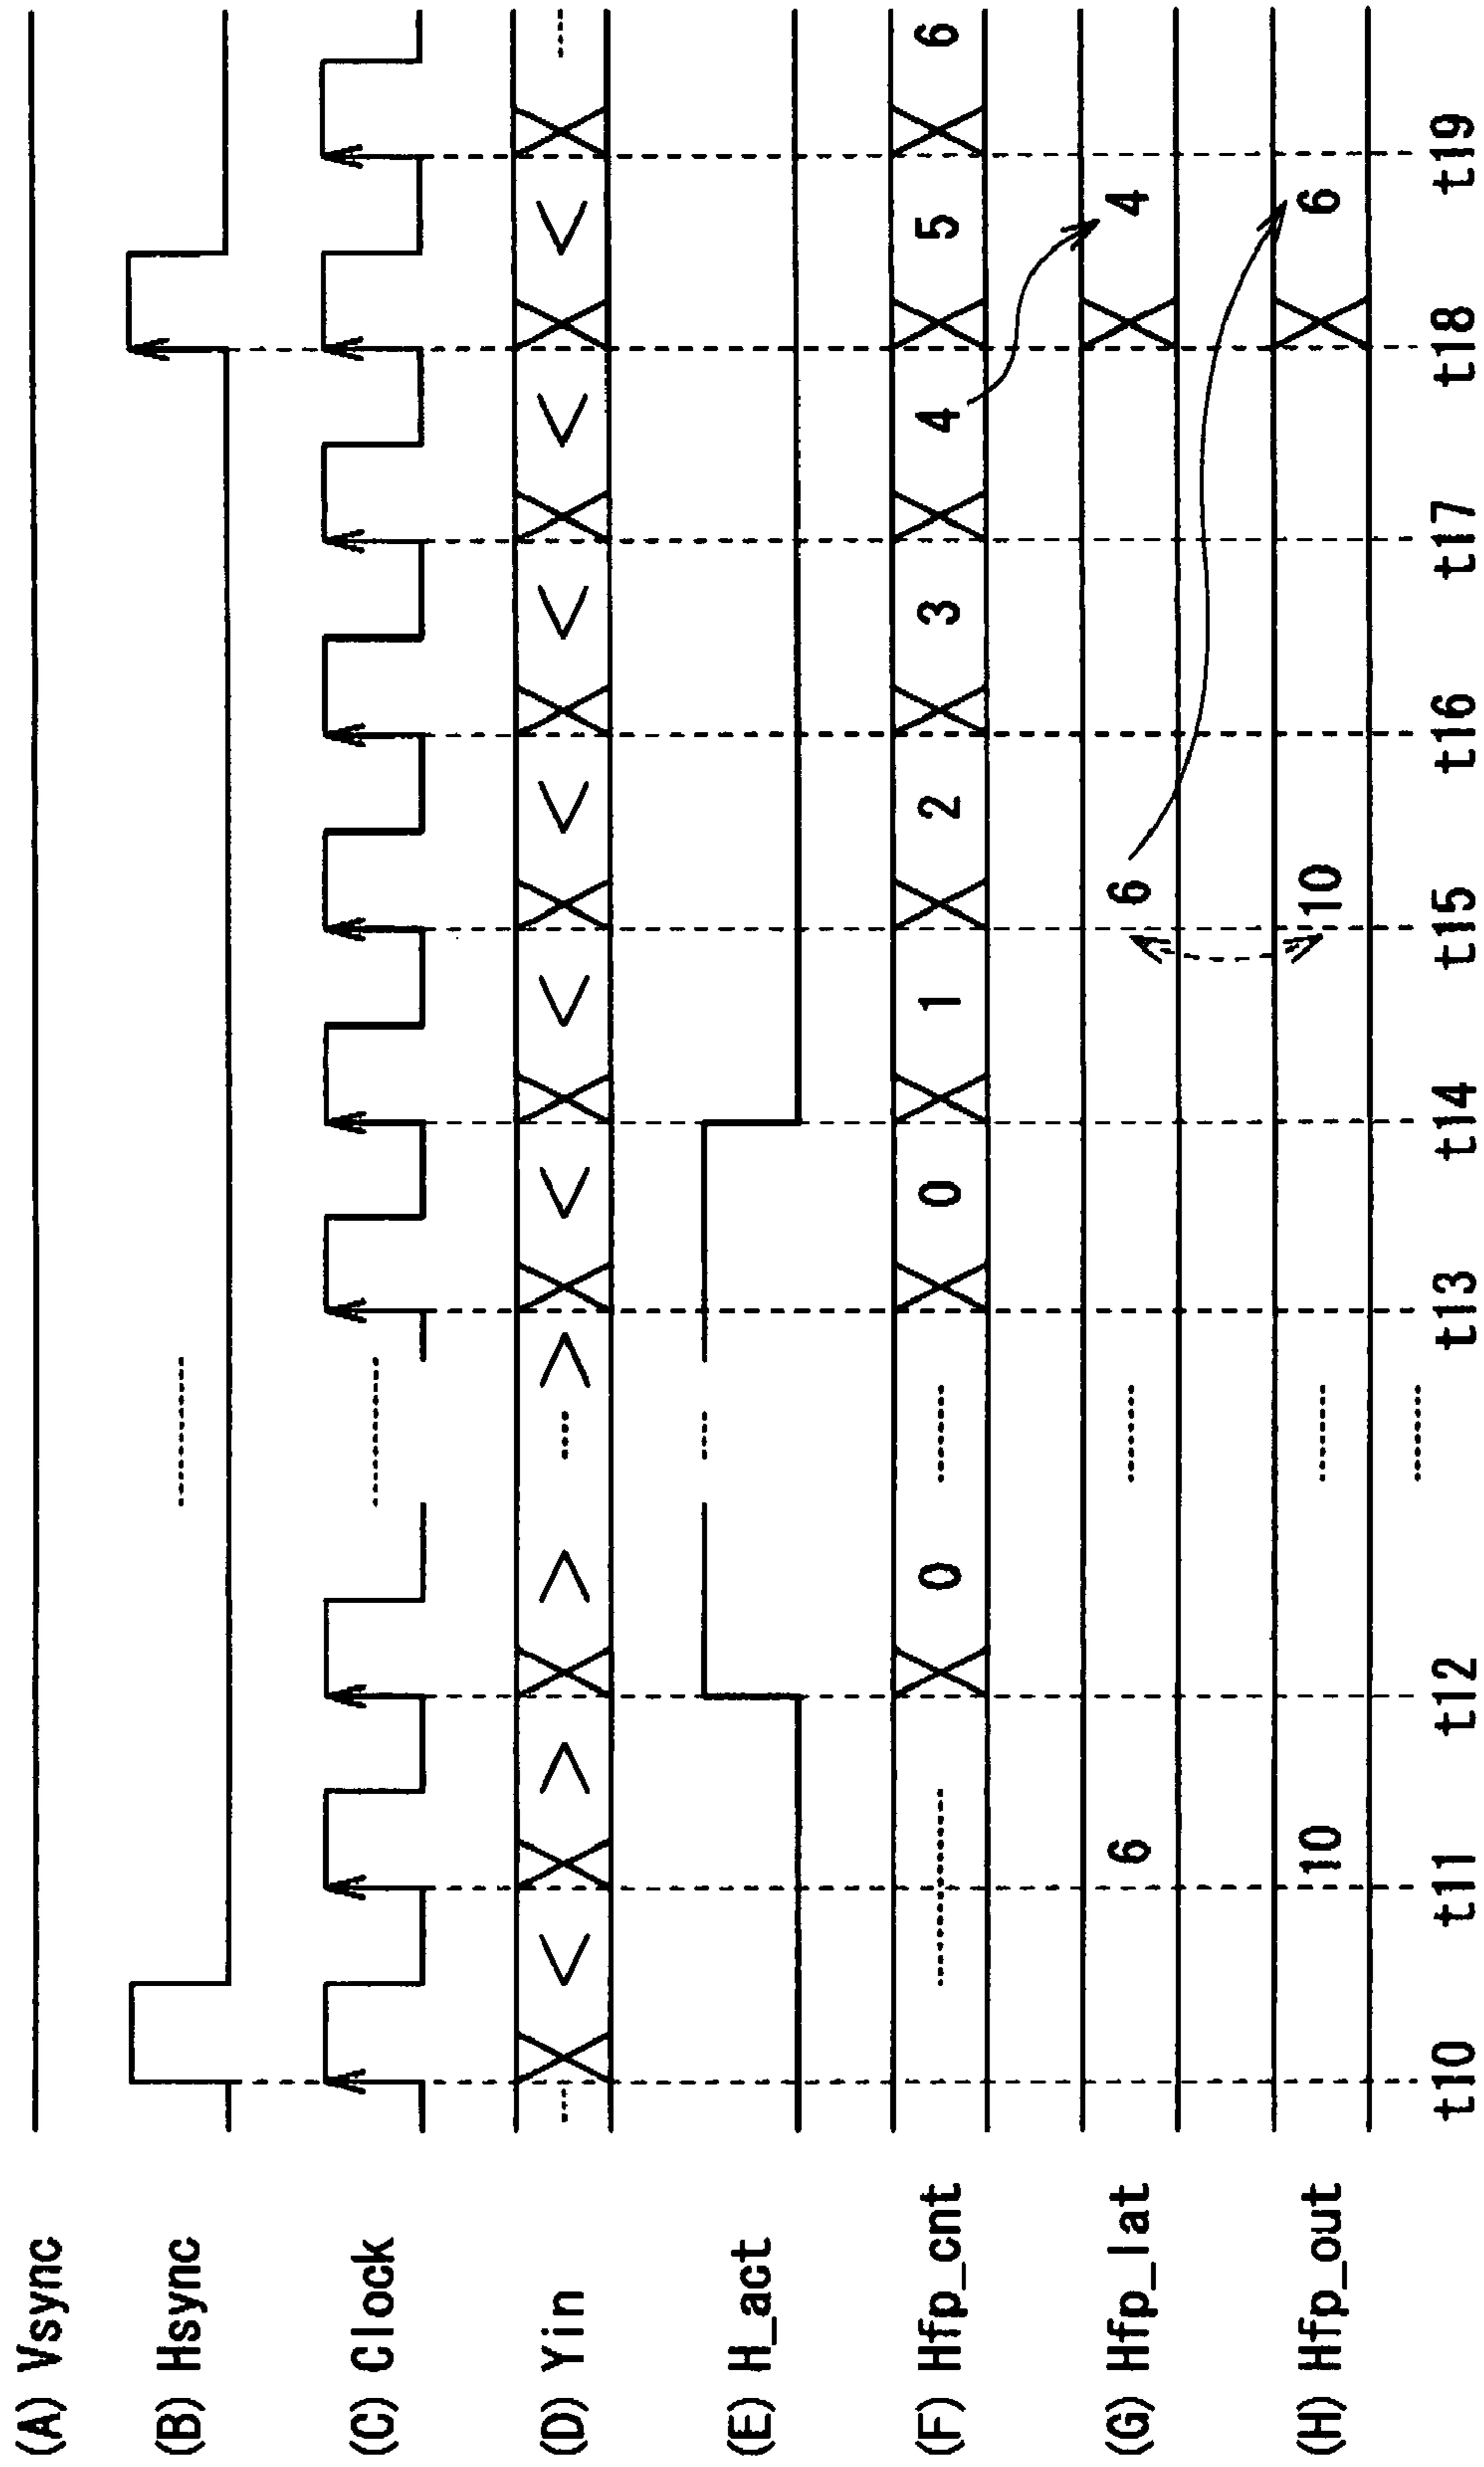 (A) Vsync
(B) Hsync
(C) Clock
(D) Yin < > > > < < < < < <
(E) H_act
(F) Hfp_cnt 0 0 1 2 3 4 5 6
(G) Hfp_lat 6 6 4
(H) Hfp_out 10 10 6
t10 t11 t12 t13 t14 t15 t16 t17 t18 t19